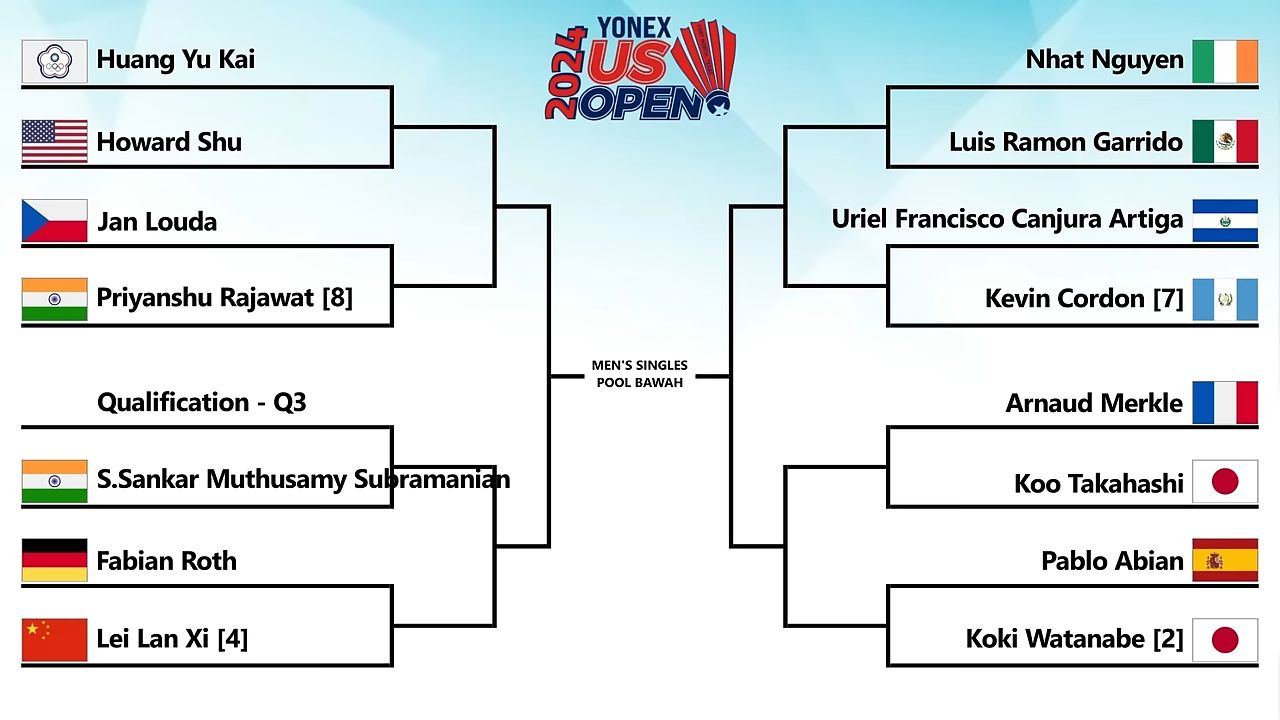 2024
YONEX
US
OPEN
Huang Yu Kai
Howard Shu
Jan Louda
Priyanshu Rajawat [8]
Qualification - Q3
S.Sankar Muthusamy Subramanian
Fabian Roth
Lei Lan Xi [4]
MEN'S SINGLES
POOL BAWAH
Nhat Nguyen
Luis Ramon Garrido
Uriel Francisco Canjura Artiga
Kevin Cordon [7]
Arnaud Merkle
Koo Takahashi
Pablo Abian
Koki Watanabe [2]